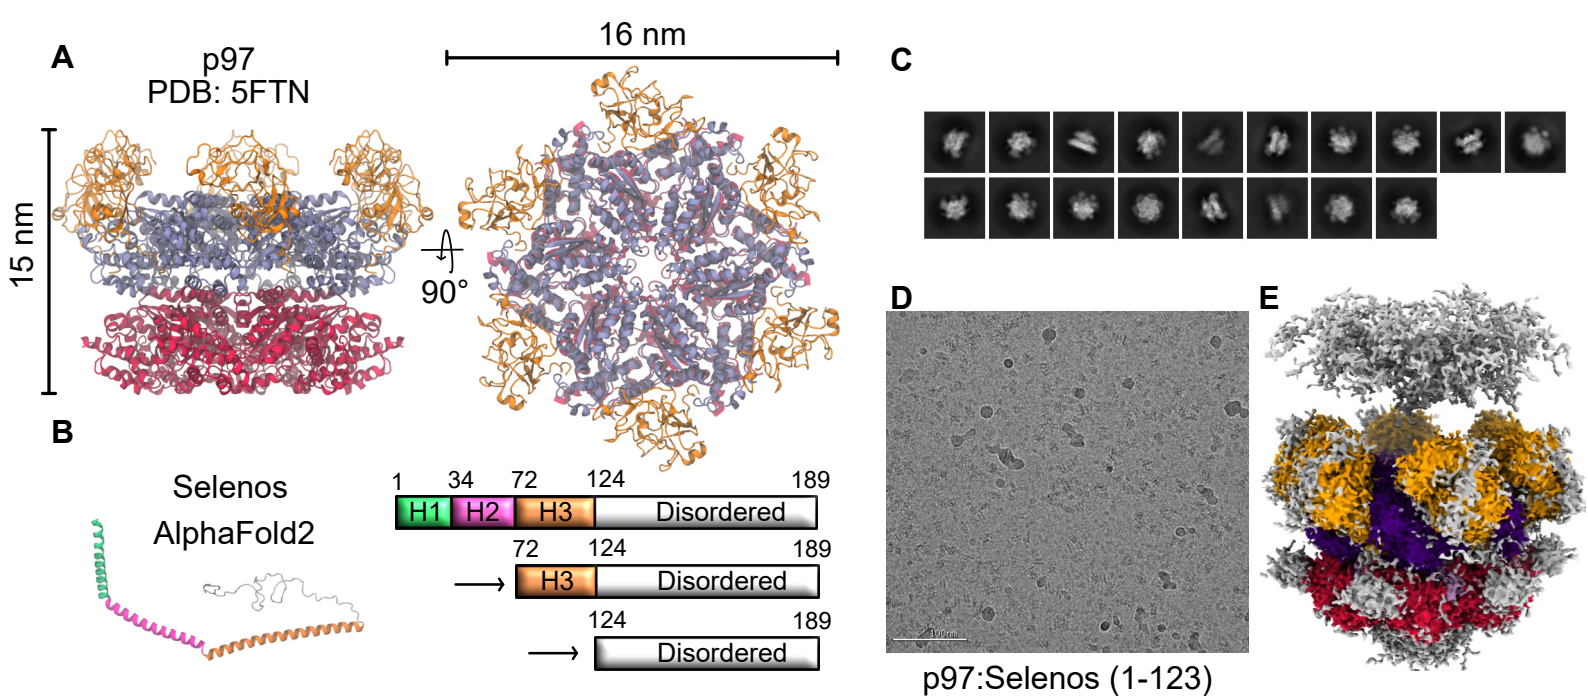 A
p97
PDB: 5FTN
16 nm
15 nm
90°
B
Selenos
AlphaFold2
1 34 72 124 189
H1 H2 H3 Disordered
72 124 189
H3 Disordered
124 189
Disordered
C
D
100nm
p97:Selenos (1-123)
E